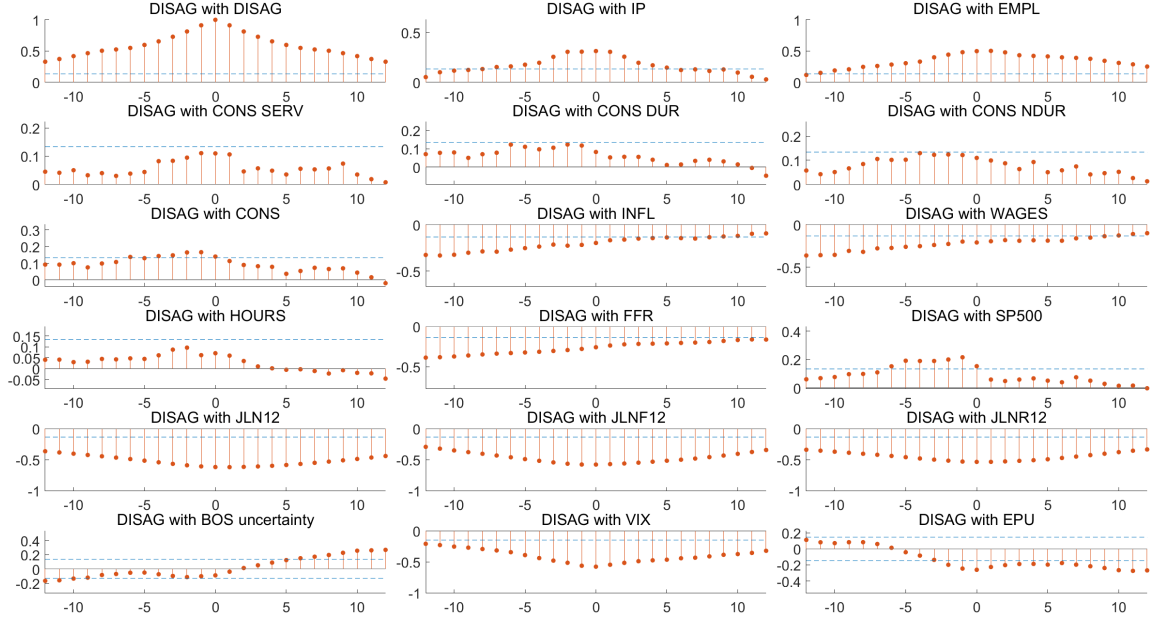 DISAG with DISAG
1
0.5
0
-10 -5 0 5 10
DISAG with IP
0.5
0
-10 -5 0 5 10
DISAG with EMPL
1
0.5
0
-10 -5 0 5 10
DISAG with CONS SERV
0.2
0.1
0
-10 -5 0 5 10
DISAG with CONS DUR
0.2
0.1
0
-10 -5 0 5 10
DISAG with CONS NDUR
0.2
0.1
0
-10 -5 0 5 10
DISAG with CONS
0.3
0.2
0.1
0
-10 -5 0 5 10
DISAG with INFL
0
-0.5
-10 -5 0 5 10
DISAG with WAGES
0
-0.5
-10 -5 0 5 10
DISAG with HOURS
0.15
0.1
0.05
0
-0.05
-10 -5 0 5 10
DISAG with FFR
0
-0.5
-10 -5 0 5 10
DISAG with SP500
0.4
0.2
0
-10 -5 0 5 10
DISAG with JLN12
0
-0.5
-1
-10 -5 0 5 10
DISAG with JLNF12
0
-0.5
-1
-10 -5 0 5 10
DISAG with JLNR12
0
-0.5
-1
-10 -5 0 5 10
DISAG with BOS uncertainty
0.4
0.2
0
-0.2
-10 -5 0 5 10
DISAG with VIX
0
-0.5
-1
-10 -5 0 5 10
DISAG with EPU
0.2
0
-0.2
-0.4
-10 -5 0 5 10